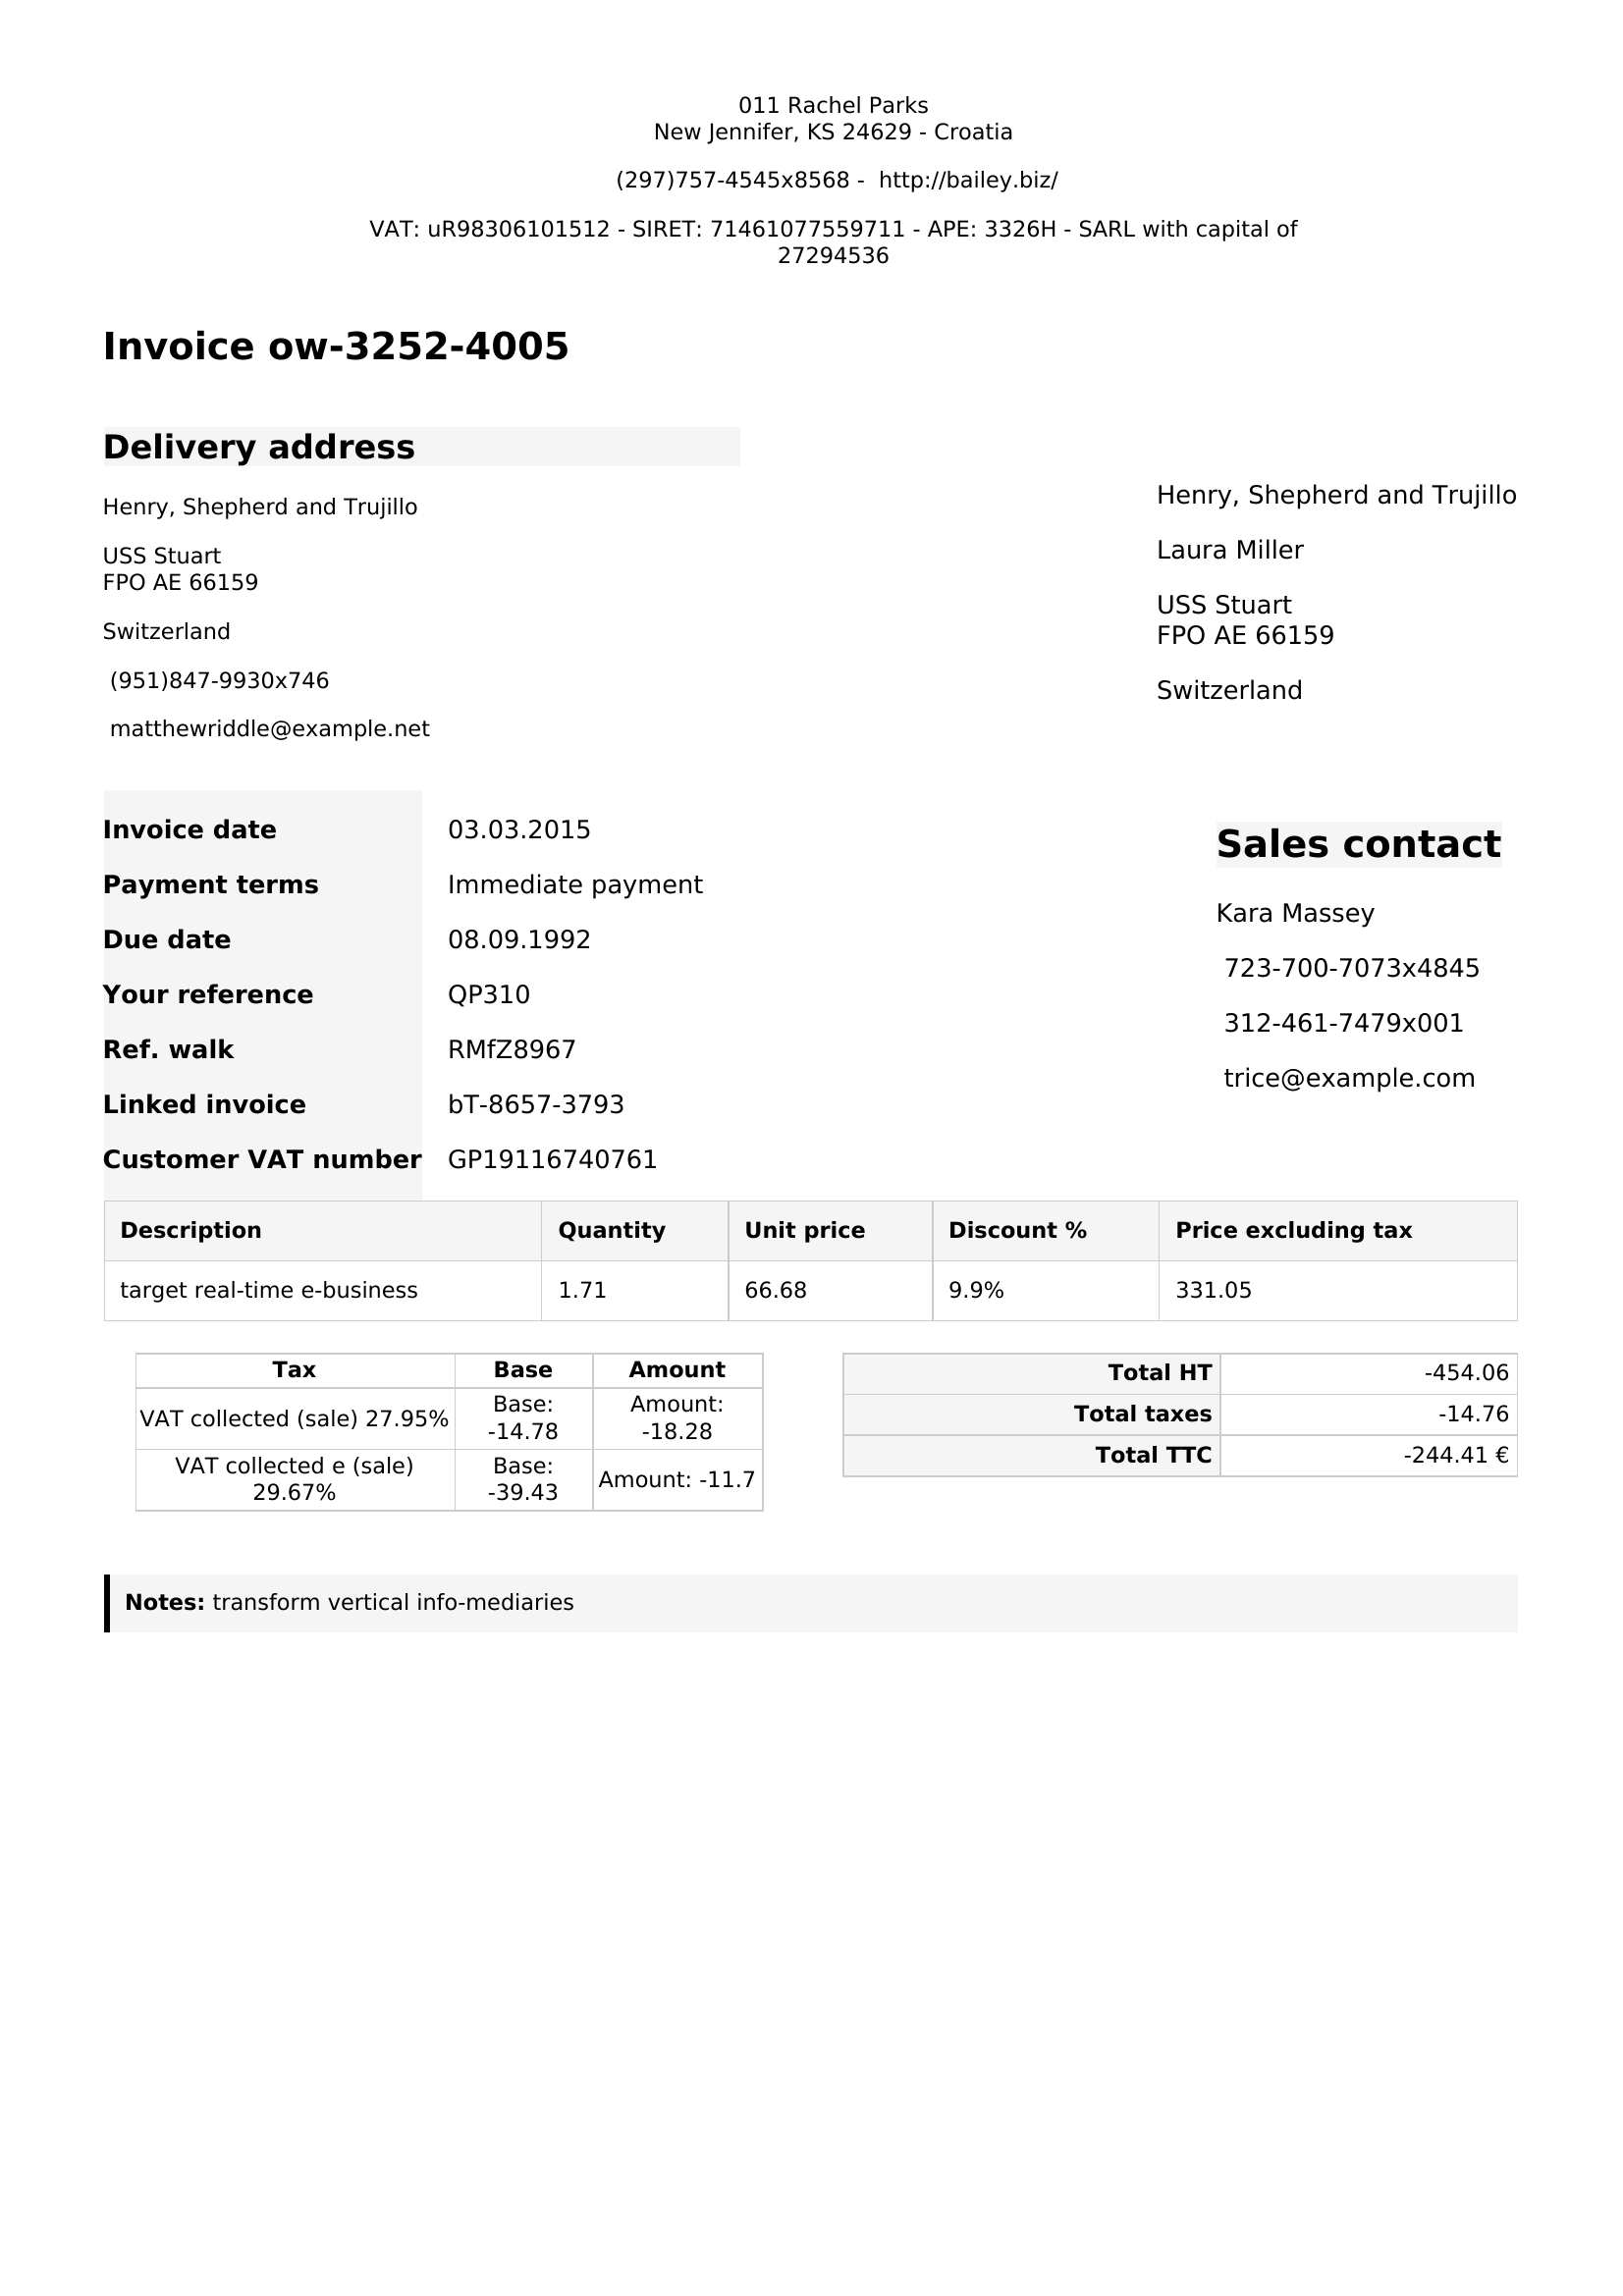 011 Rachel Parks
New Jennifer, KS 24629 - Croatia
(297)757-4545x8568 -  http://bailey.biz/
VAT: uR98306101512 - SIRET: 71461077559711 - APE: 3326H - SARL with capital of
27294536
Invoice ow-3252-4005
Delivery address
Henry, Shepherd and Trujillo
USS Stuart
FPO AE 66159
Switzerland
(951)847-9930x746
matthewriddle@example.net
Henry, Shepherd and Trujillo
Laura Miller
USS Stuart
FPO AE 66159
Switzerland
Invoice date 03.03.2015
Payment terms Immediate payment
Due date 08.09.1992
Your reference QP310
Ref. walk RMfZ8967
Linked invoice bT-8657-3793
Customer VAT number GP19116740761
Sales contact
Kara Massey
723-700-7073x4845
312-461-7479x001
trice@example.com
Description Quantity Unit price Discount % Price excluding tax
target real-time e-business 1.71 66.68 9.9% 331.05
Tax Base Amount
VAT collected (sale) 27.95% Base: -14.78 Amount: -18.28
VAT collected e (sale) 29.67% Base: -39.43 Amount: -11.7
Total HT -454.06
Total taxes -14.76
Total TTC -244.41 €
Notes: transform vertical info-mediaries